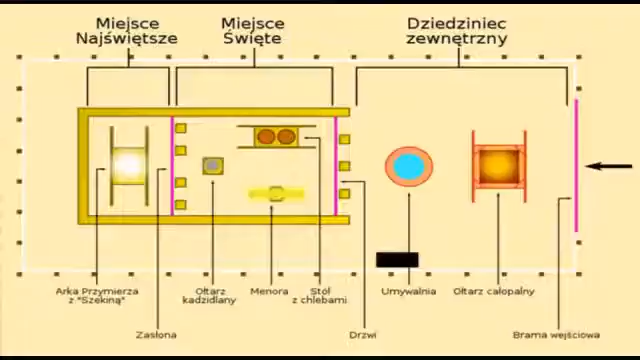 Miejsce
Najświętsze
Miejsce
Święte
Dziedziniec
zewnętrzny
Arka Przymierza
z "Szekiną"
Ołtarz
kadzidlany
Menora
Stół
z chlebami
Umywalnia
Ołtarz całopalny
Zasłona
Drzwi
Brama wejściowa